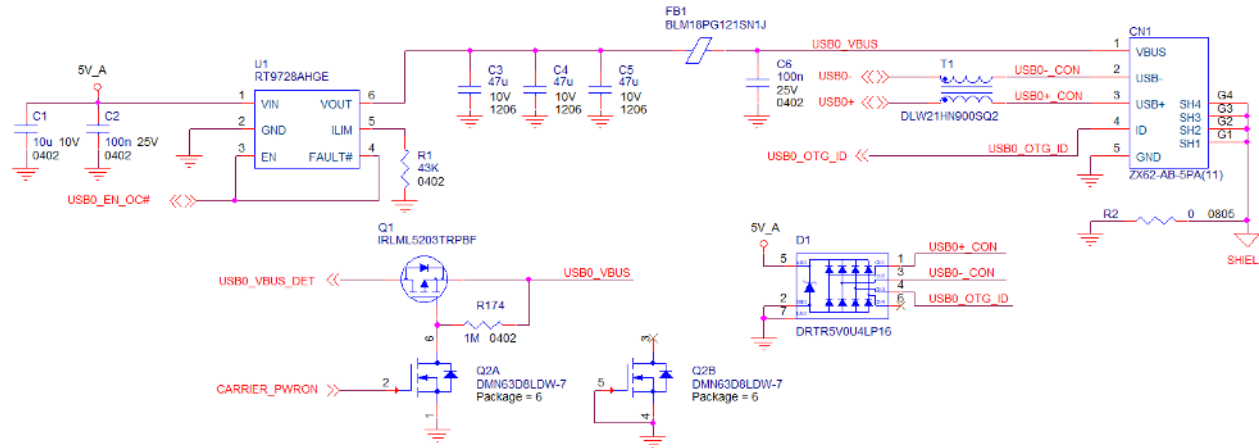 FB1
BLM18PG121SN1J
U1
RT9728AHGE
5V_A
1 VIN VOUT 6
2 GND ILIM 5
3 EN FAULT# 4
C1
10u 10V
0402
C2
100n 25V
0402
USB0_EN_OC#
R1
43K
0402
C3
47u
10V
1206
C4
47u
10V
1206
C5
47u
10V
1206
C6
100n
25V
0402
USB0_VBUS
USB0-
USB0+
T1
DLW21HN900SQ2
USB0-_CON
USB0+_CON
USB0_OTG_ID
USB0_OTG_ID
CN1
1 VBUS
2 USB-
3 USB+
4 ID
5 GND
SH4 G4
SH3 G3
SH2 G2
SH1 G1
ZX62-AB-5PA(11)
R2 0 0805
SHIEL
Q1
IRLML5203TRPBF
USB0_VBUS_DET
USB0_VBUS
R174
1M 0402
CARRIER_PWRON
6
2
1
Q2A
DMN63D8LDW-7
Package = 6
3
5
4
Q2B
DMN63D8LDW-7
Package = 6
5V_A
D1
5
2
7
1 USB0+_CON
3 USB0-_CON
4
6 USB0_OTG_ID
DRTR5V0U4LP16